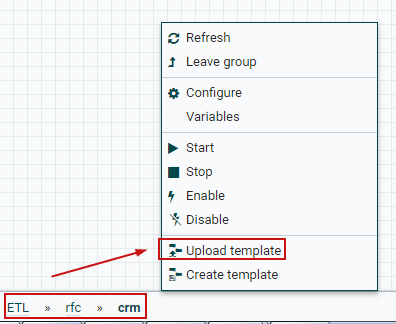 Refresh
Leave group
Configure
Variables
Start
Stop
Enable
Disable
Upload template
Create template
ETL » rfc » crm